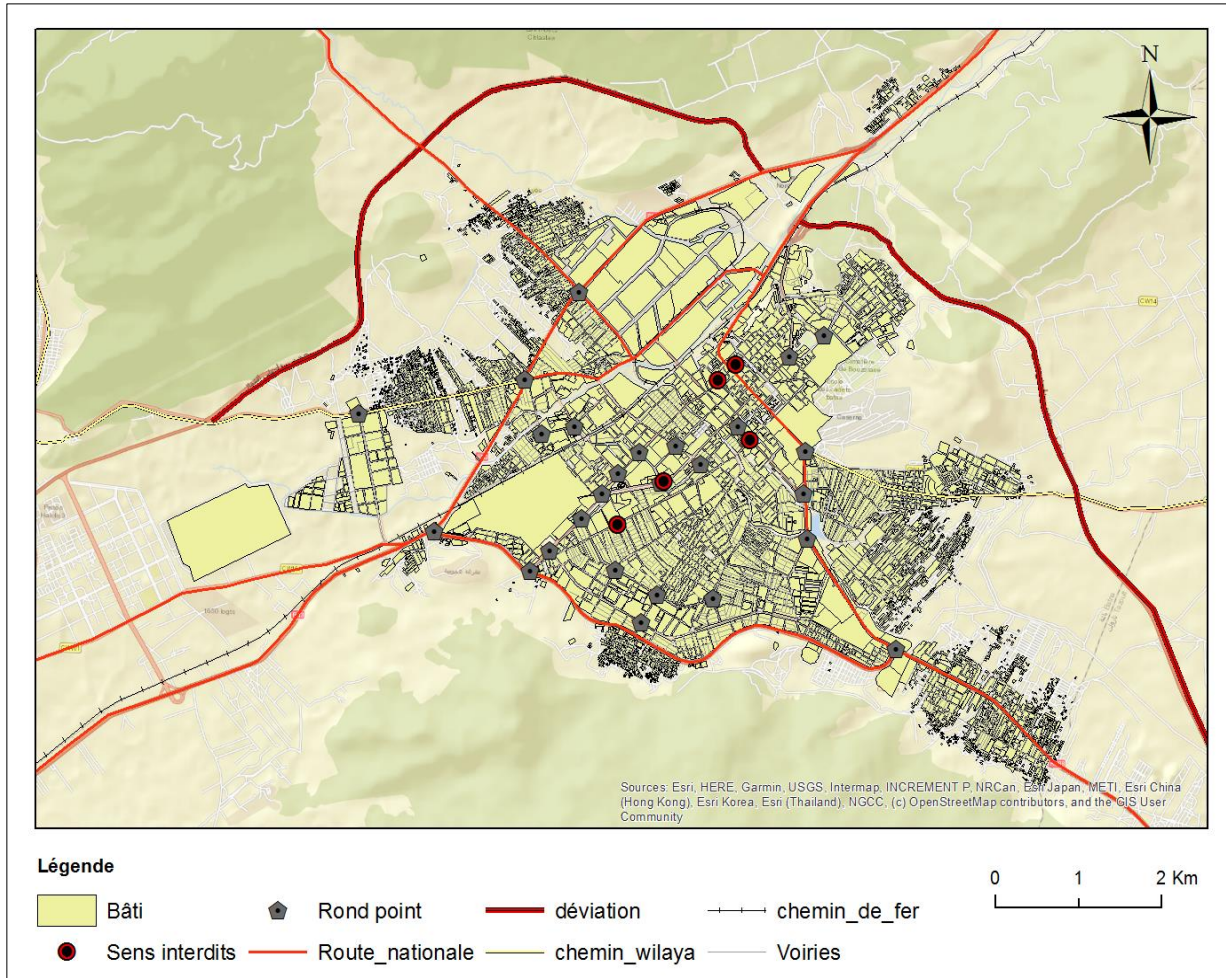 N
CW14
Sources: Esri, HERE, Garmin, USGS, Intermap, INCREMENT P, NRCan, Esri Japan, METI, Esri China
(Hong Kong), Esri Korea, Esri (Thailand), NGCC, (c) OpenStreetMap contributors, and the GIS User
Community
Légende
0 1 2 Km
Bâti Rond point déviation chemin_de_fer
Sens interdits Route_nationale chemin_wilaya Voiries